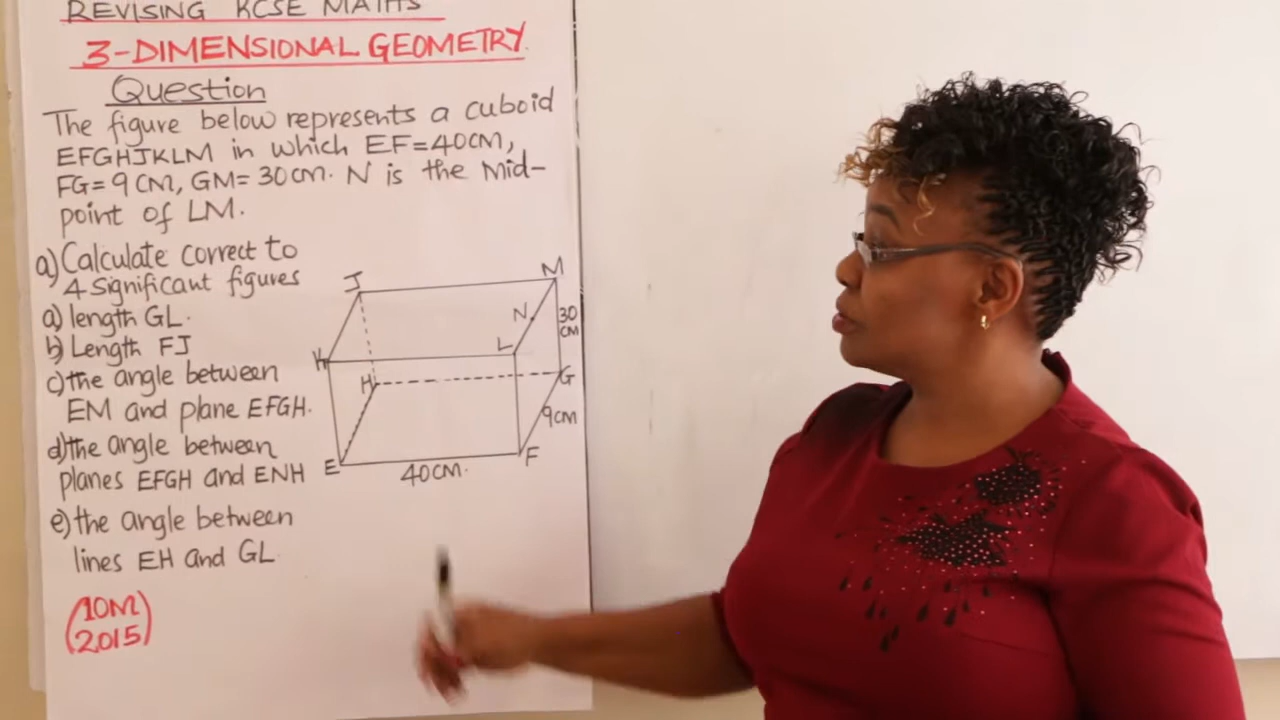 REVISING KCSE MATHS
3-DIMENSIONAL GEOMETRY.
Question
The figure below represents a cuboid
EFGHJKLM in which EF=40CM,
FG=9CM, GM=30CM. N is the Mid-
point of LM.
a) Calculate correct to
4 Significant figures
a) length GL.
b) Length FJ
c) the angle between
EM and plane EFGH.
d) the angle between
planes EFGH and ENH
e) the angle between
lines EH and GL
(10M
2015)
J
M
N
30
CM
K
L
H
G
9cm
E
F
40CM.